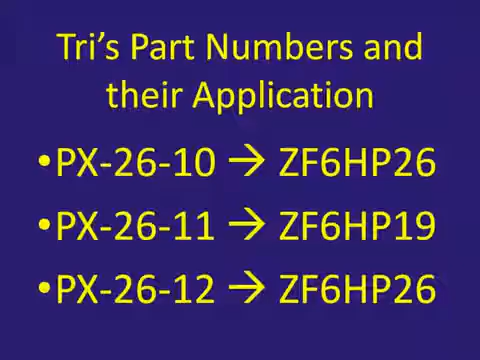 Tri's Part Numbers and
their Application
•PX-26-10 → ZF6HP26
•PX-26-11 → ZF6HP19
•PX-26-12 → ZF6HP26